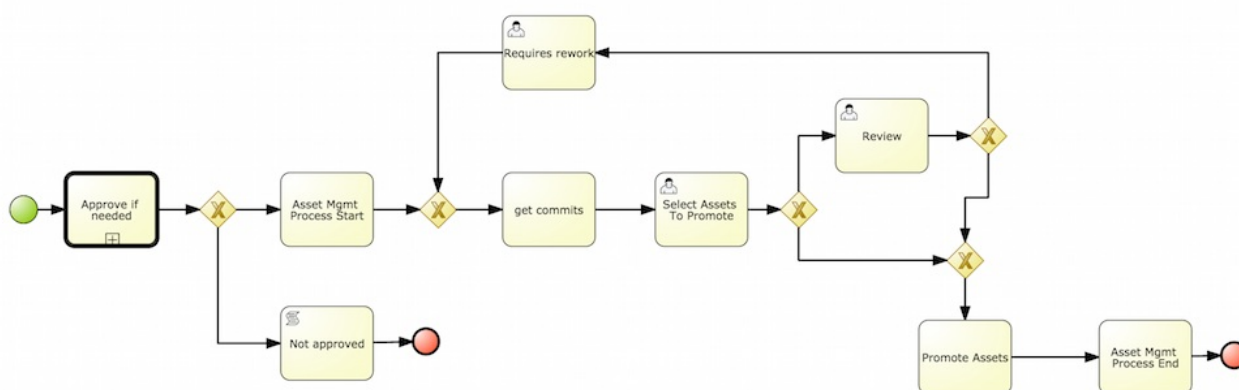 Requires rework
Review
Approve if
needed
Asset Mgmt
Process Start
get commits
Select Assets
To Promote
Not approved
Promote Assets
Asset Mgmt
Process End